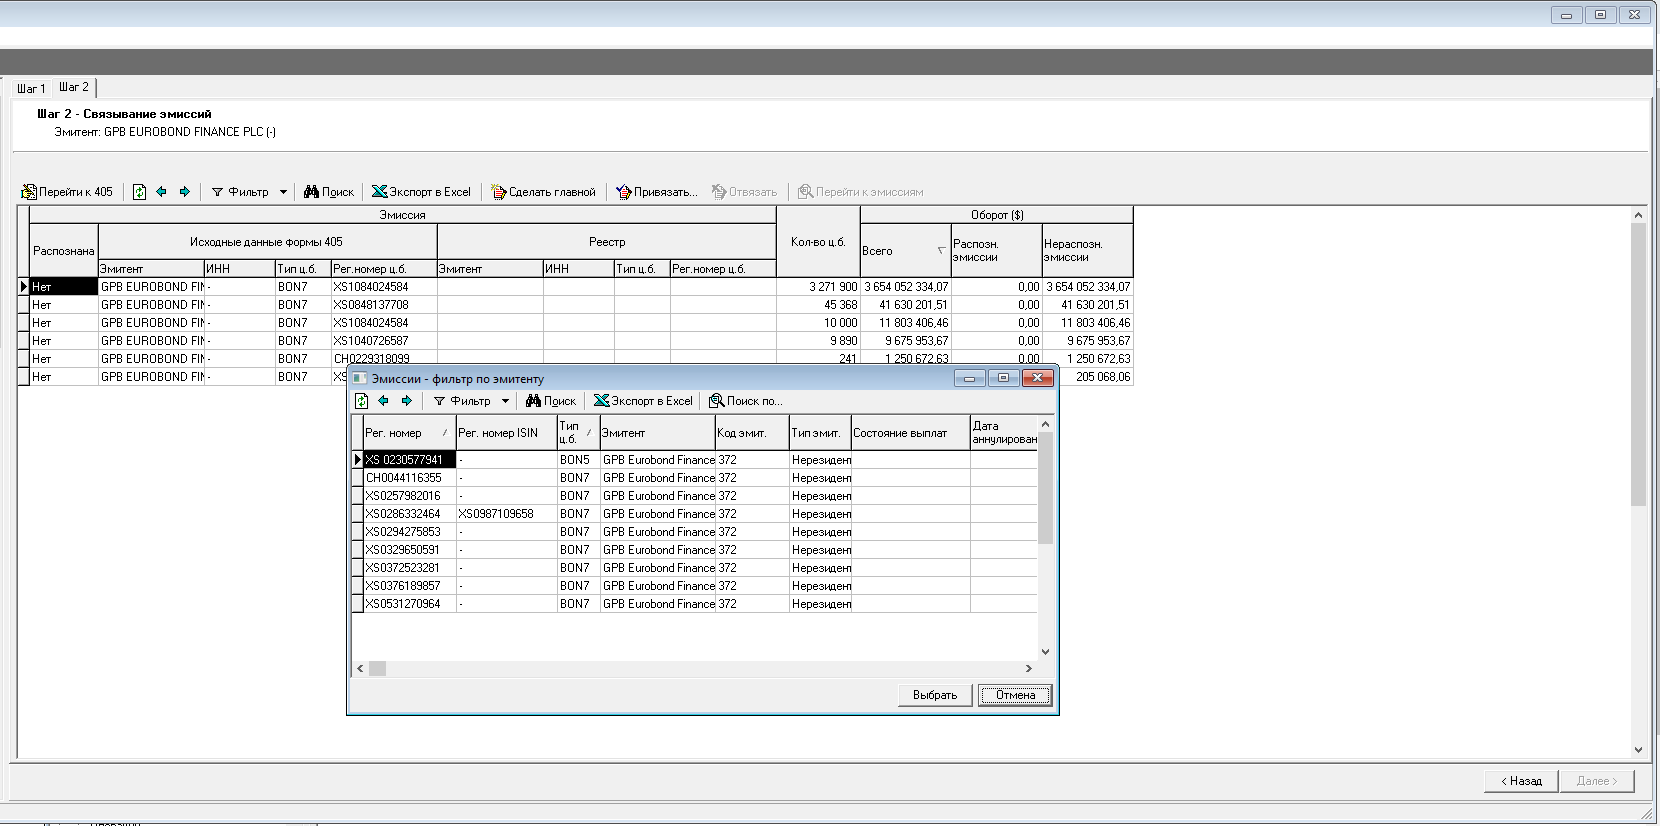 Шаг 1 Шаг 2
Шаг 2 - Связывание эмиссий
Эмитент: GPB EUROBOND FINANCE PLC (-)
Перейти к 405 Фильтр Поиск Экспорт в Excel Сделать главной Привязать... Отвязать Перейти к эмиссиям
Эмиссия Кол-во ц.б. Оборот ($)
Распознана Исходные данные формы 405 Реестр Всего Распозн. эмиссии Нераспозн. эмиссии
Эмитент ИНН Тип ц.б. Рег.номер ц.б. Эмитент ИНН Тип ц.б. Рег.номер ц.б.
Нет GPB EUROBOND FIN - BON7 XS1084024584 3 271 900 3 654 052 334,07 0,00 3 654 052 334,07
Нет GPB EUROBOND FIN - BON7 XS0848137708 45 368 41 630 201,51 0,00 41 630 201,51
Нет GPB EUROBOND FIN - BON7 XS1084024584 10 000 11 803 406,46 0,00 11 803 406,46
Нет GPB EUROBOND FIN - BON7 XS1040726587 9 890 9 675 953,67 0,00 9 675 953,67
Нет GPB EUROBOND FIN - BON7 CH0229318099 241 1 250 672,63 0,00 1 250 672,63
Нет GPB EUROBOND FIN - BON7 XS 205 068,06
Эмиссии - фильтр по эмитенту
Фильтр Поиск Экспорт в Excel Поиск по...
Рег. номер Рег. номер ISIN Тип ц.б. Эмитент Код эмит. Тип эмит. Состояние выплат Дата аннулирован
XS 0230577941 - BON5 GPB Eurobond Finance 372 Нерезидент
CH0044116355 - BON7 GPB Eurobond Finance 372 Нерезидент
XS0257982016 - BON7 GPB Eurobond Finance 372 Нерезидент
XS0286332464 XS0987109658 BON7 GPB Eurobond Finance 372 Нерезидент
XS0294275853 - BON7 GPB Eurobond Finance 372 Нерезидент
XS0329650591 - BON7 GPB Eurobond Finance 372 Нерезидент
XS0372523281 - BON7 GPB Eurobond Finance 372 Нерезидент
XS0376189857 - BON7 GPB Eurobond Finance 372 Нерезидент
XS0531270964 - BON7 GPB Eurobond Finance 372 Нерезидент
Выбрать Отмена
< Назад Далее >